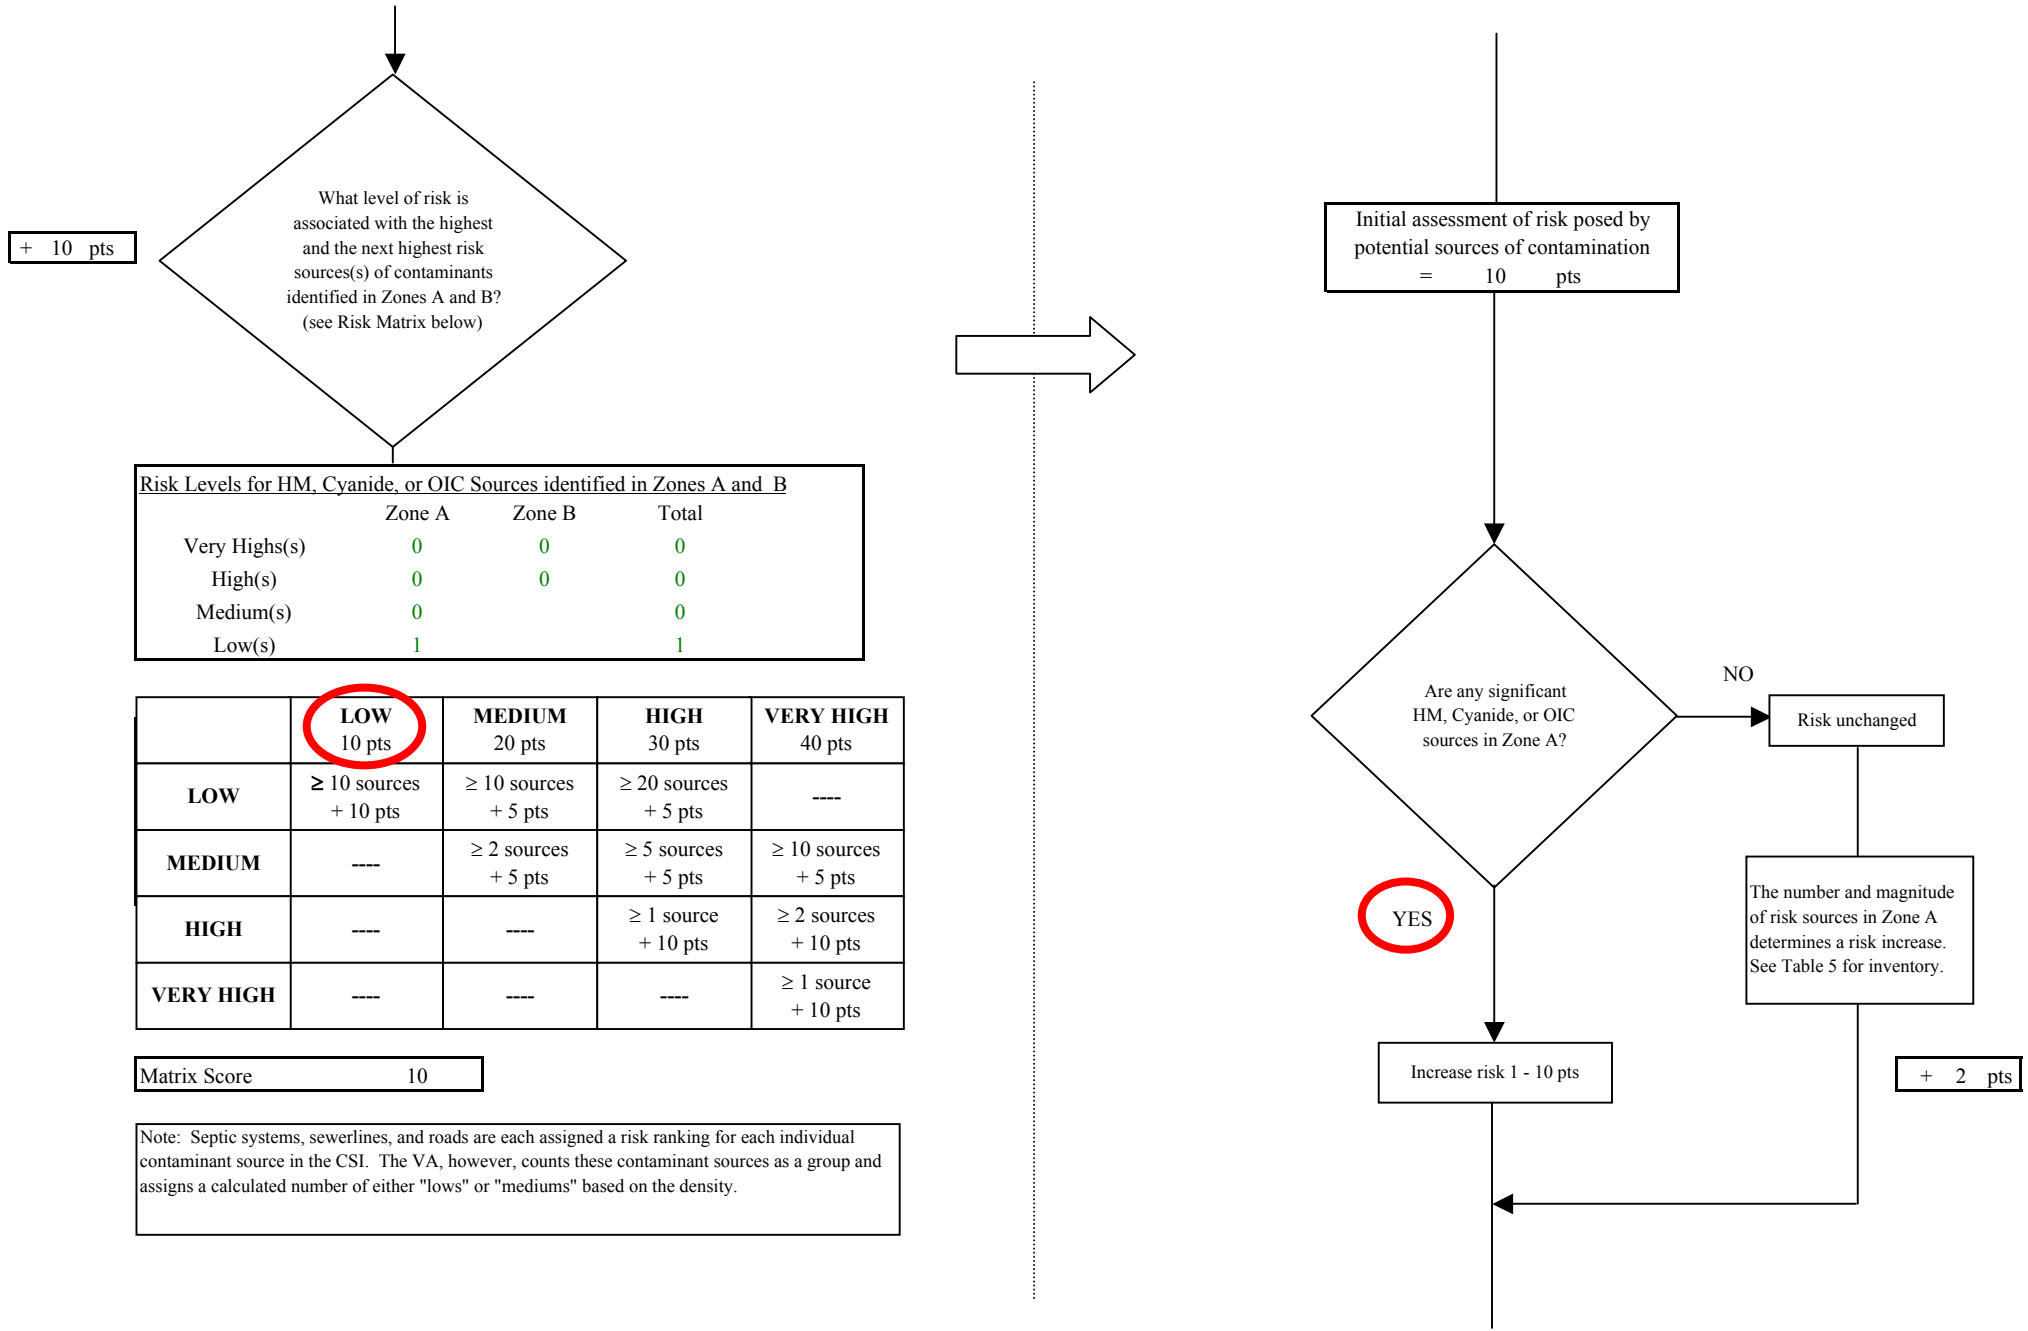 What level of risk is
associated with the highest
and the next highest risk
sources(s) of contaminants
identified in Zones A and B?
(see Risk Matrix below)
+ 10 pts
Risk Levels for HM, Cyanide, or OIC Sources identified in Zones A and B
Zone A Zone B Total
Very Highs(s) 0 0 0
High(s) 0 0 0
Medium(s) 0 0
Low(s) 1 1
LOW MEDIUM HIGH VERY HIGH
10 pts 20 pts 30 pts 40 pts
LOW ≥ 10 sources ≥ 10 sources ≥ 20 sources ----
+ 10 pts + 5 pts + 5 pts
MEDIUM ---- ≥ 2 sources ≥ 5 sources ≥ 10 sources
+ 5 pts + 5 pts + 5 pts
HIGH ---- ---- ≥ 1 source ≥ 2 sources
+ 10 pts + 10 pts
VERY HIGH ---- ---- ---- ≥ 1 source
+ 10 pts
Matrix Score 10
Note: Septic systems, sewerlines, and roads are each assigned a risk ranking for each individual
contaminant source in the CSI. The VA, however, counts these contaminant sources as a group and
assigns a calculated number of either "lows" or "mediums" based on the density.
Initial assessment of risk posed by
potential sources of contamination
= 10 pts
Are any significant
HM, Cyanide, or OIC
sources in Zone A?
NO
Risk unchanged
YES
The number and magnitude
of risk sources in Zone A
determines a risk increase.
See Table 5 for inventory.
Increase risk 1 - 10 pts
+ 2 pts